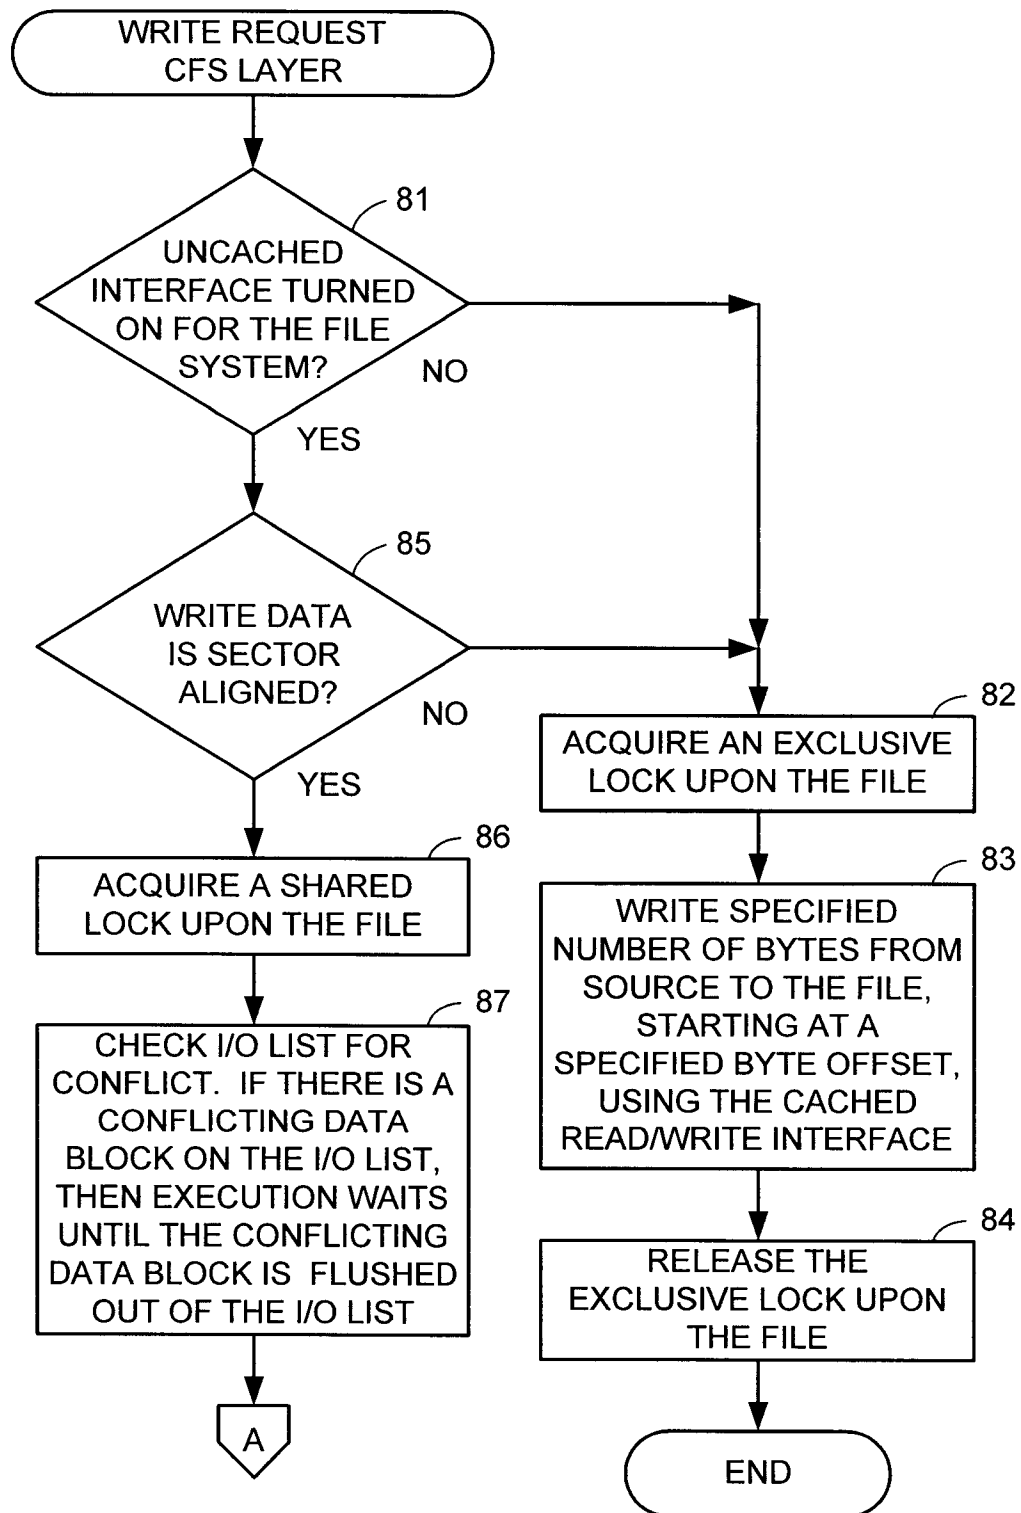 WRITE REQUEST
CFS LAYER
81
UNCACHED
INTERFACE TURNED
ON FOR THE FILE
SYSTEM?
NO
YES
85
WRITE DATA
IS SECTOR
ALIGNED?
NO
YES
86
ACQUIRE A SHARED
LOCK UPON THE FILE
87
CHECK I/O LIST FOR
CONFLICT. IF THERE IS A
CONFLICTING DATA
BLOCK ON THE I/O LIST,
THEN EXECUTION WAITS
UNTIL THE CONFLICTING
DATA BLOCK IS FLUSHED
OUT OF THE I/O LIST
A
82
ACQUIRE AN EXCLUSIVE
LOCK UPON THE FILE
83
WRITE SPECIFIED
NUMBER OF BYTES FROM
SOURCE TO THE FILE,
STARTING AT A
SPECIFIED BYTE OFFSET,
USING THE CACHED
READ/WRITE INTERFACE
84
RELEASE THE
EXCLUSIVE LOCK UPON
THE FILE
END